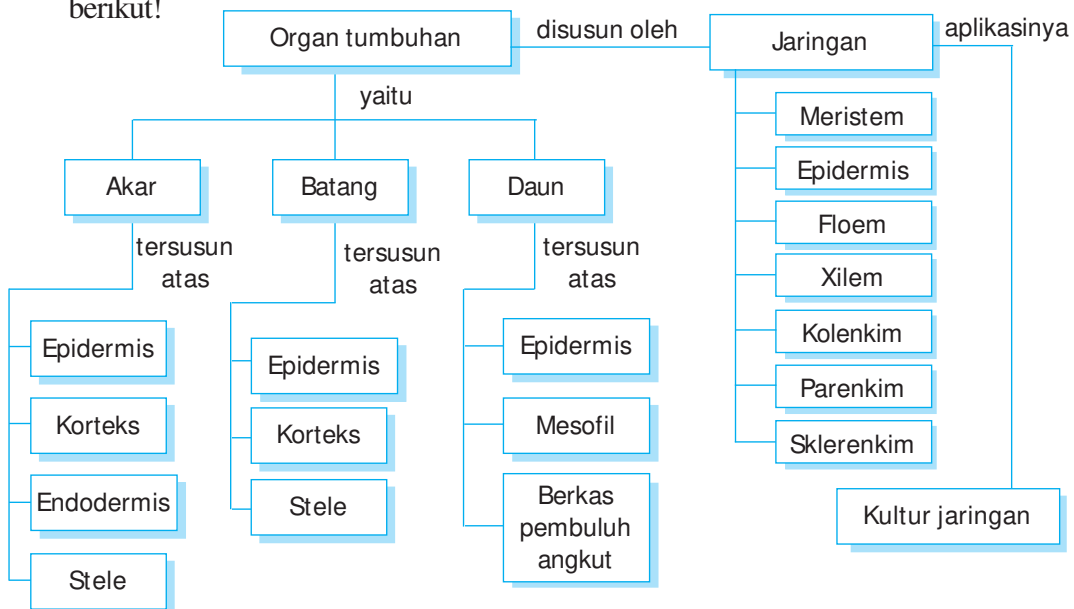 berikut!
Organ tumbuhan
disusun oleh
Jaringan
aplikasinya
yaitu
Akar
Batang
Daun
tersusun
atas
tersusun
atas
tersusun
atas
Epidermis
Korteks
Endodermis
Stele
Epidermis
Korteks
Stele
Epidermis
Mesofil
Berkas
pembuluh
angkut
Meristem
Epidermis
Floem
Xilem
Kolenkim
Parenkim
Sklerenkim
Kultur jaringan